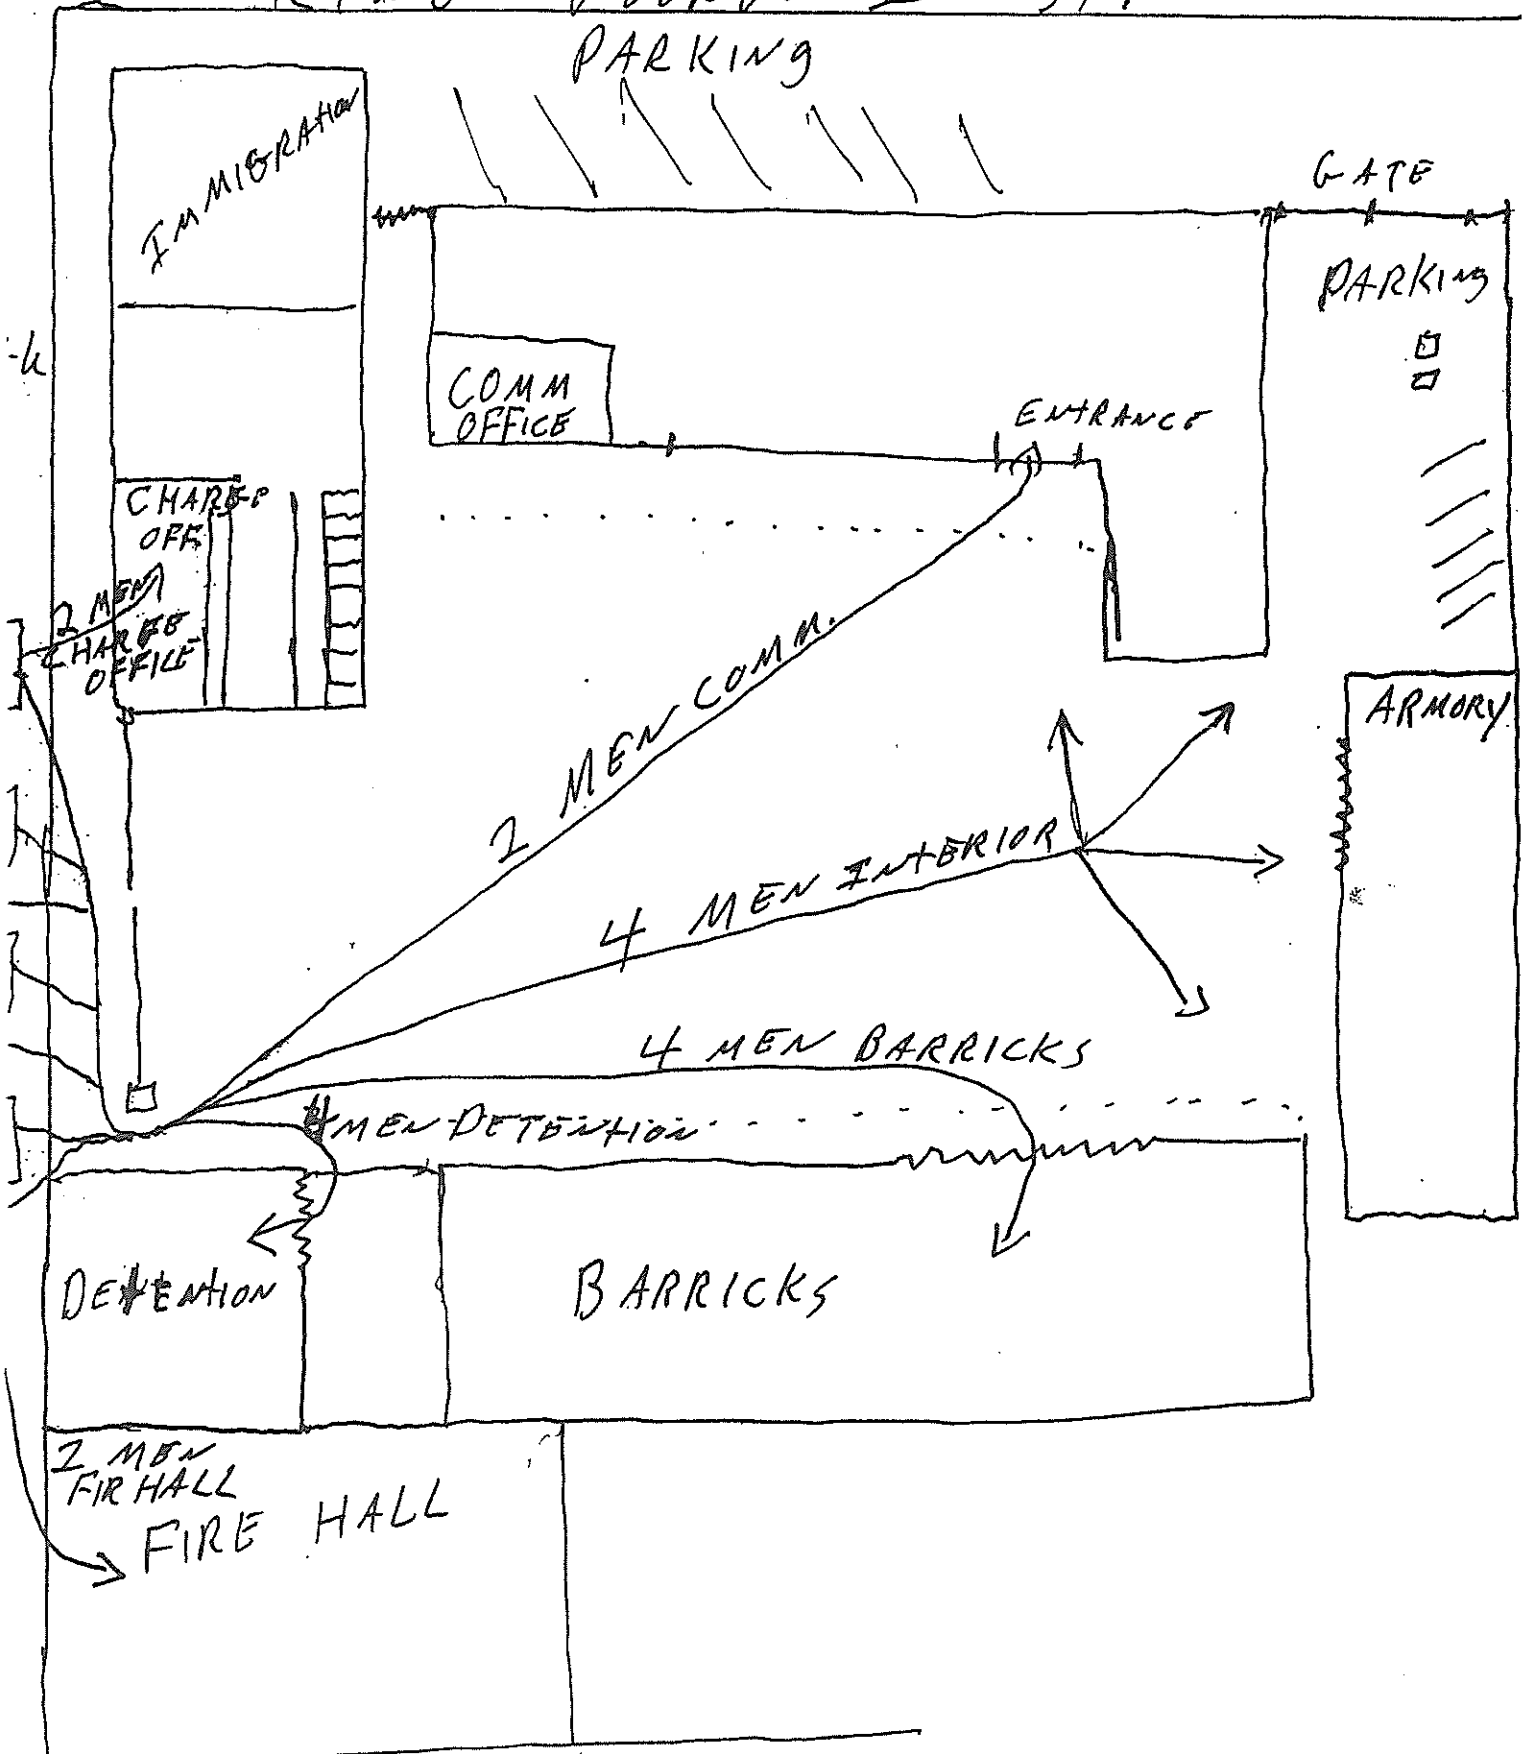 PARKING
IMMIGRATION
GATE
PARKING
COMM
OFFICE
ENTRANCE
CHARGE
OFF.
2 MEN
CHARGE
OFFICE
2 MEN COMM.
ARMORY
4 MEN INTERIOR
4 MEN BARRICKS
4 MEN DETENTION
DETENTION
BARRICKS
2 MEN
FIR HALL
FIRE HALL